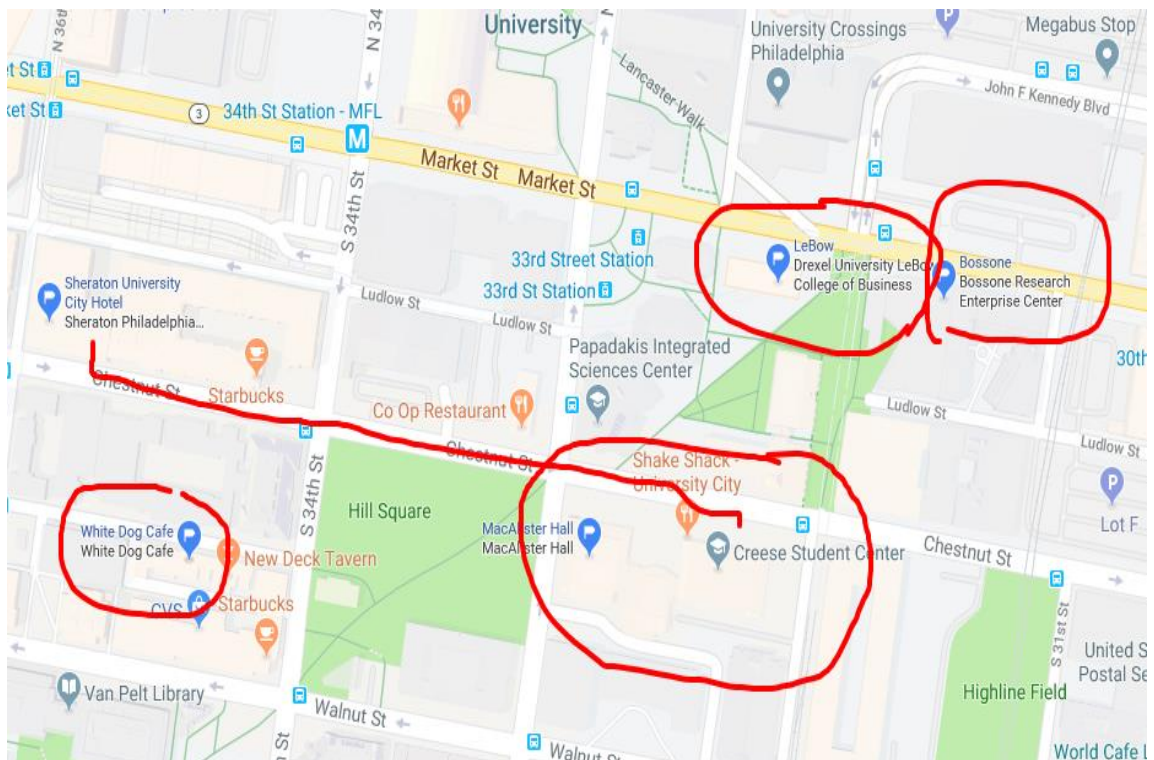 N 36th
N 34
University
University Crossings
Philadelphia
P
Megabus Stop
Lancaster Walk
John F Kennedy Blvd
et St
ket St
3
34th St Station - MFL
M
Market St
Market St
S 34th St
33rd Street Station
33rd St Station
LeBow
Drexel University LeBow
College of Business
Bossone
Bossone Research
Enterprise Center
Sheraton University
City Hotel
Sheraton Philadelphia...
Ludlow St
Ludlow St
Papadakis Integrated
Sciences Center
30th
Chestnut St
Starbucks
Co Op Restaurant
Ludlow St
Ludlow St
Chestnut St
Shake Shack -
University City
P
Lot F
S 34th St
Hill Square
White Dog Cafe
White Dog Cafe
New Deck Tavern
MacAlister Hall
MacAlister Hall
Creese Student Center
Chestnut St
CVS
Starbucks
S 31st St
United S
Postal Se
Van Pelt Library
Walnut St
Highline Field
h St
Walnut St
World Cafe L